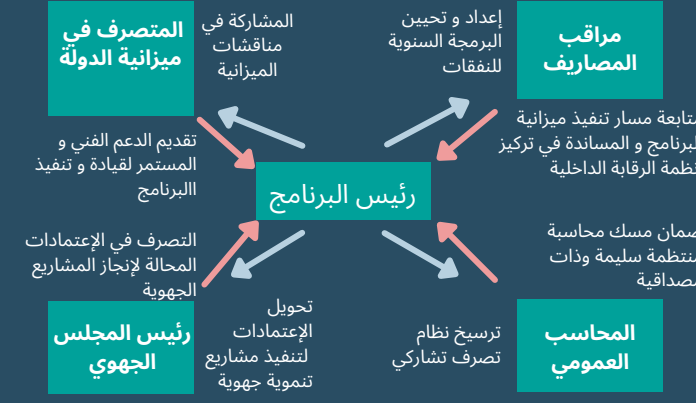 مراقب
المصاريف
إعداد و تحيين
البرمجة السنوية
للنفقات
المشاركة في
مناقشات
الميزانية
المتصرف في
ميزانية الدولة
متابعة مسار تنفيذ ميزانية
البرنامج و المساندة في تركيز
أنظمة الرقابة الداخلية
تقديم الدعم الفني و
المستمر لقيادة و تنفيذ
االبرنامج
رئيس البرنامج
ضمان مسك محاسبة
منتظمة سليمة وذات
مصداقية
التصرف في الإعتمادات
المحالة لإنجاز المشاريع
الجهوية
المحاسب
العمومي
ترسيخ نظام
تصرف تشاركي
تحويل
الإعتمادات
لتنفيذ مشاريع
تنموية جهوية
رئيس المجلس
الجهوي